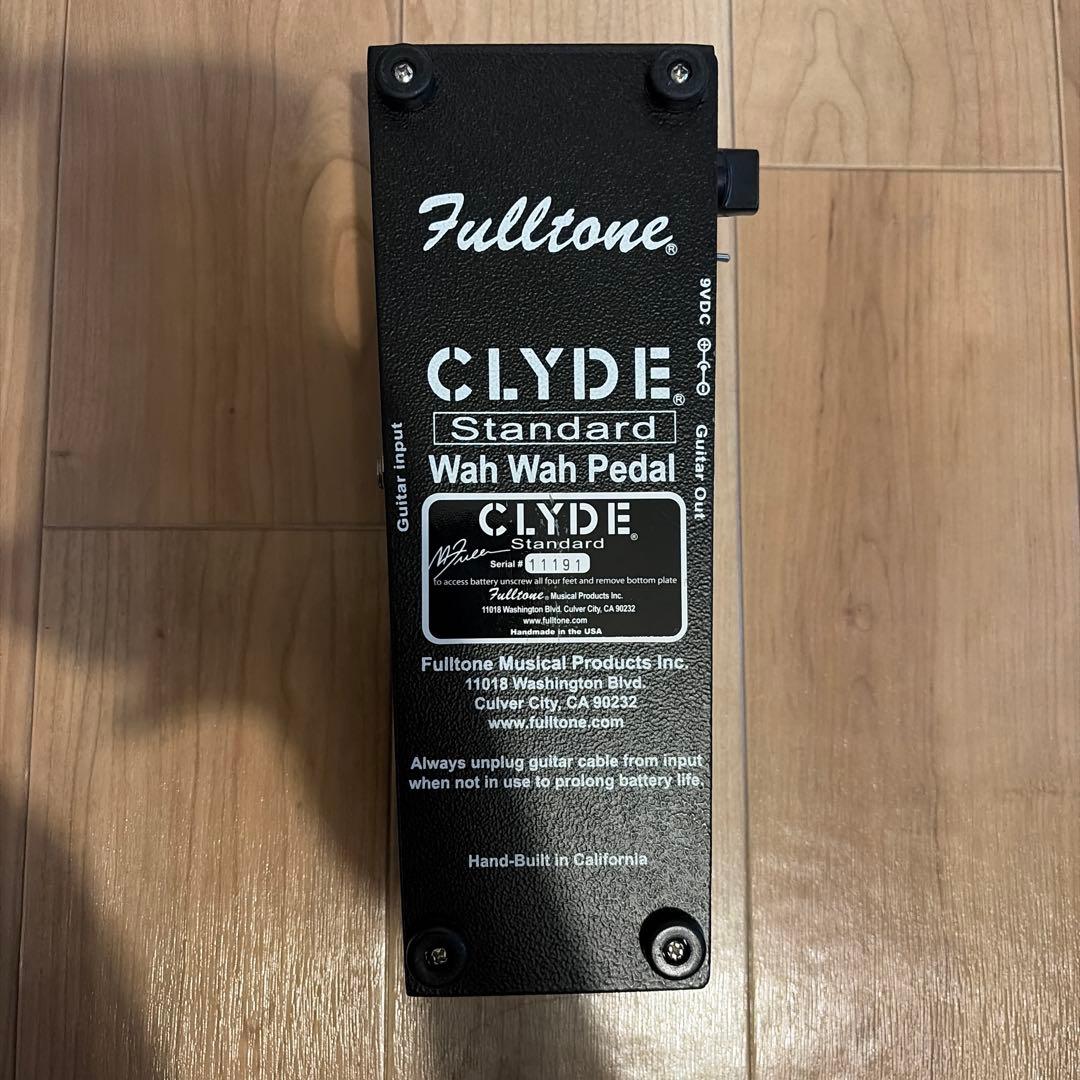 Fulltone®
CLYDE®
Standard
Wah Wah Pedal
Guitar input
9VDC
Guitar Out
CLYDE®
Standard
M Fuller
Serial # 11191
to access battery unscrew all four feet and remove bottom plate
Fulltone® Musical Products Inc.
11018 Washington Blvd. Culver City, CA 90232
www.fulltone.com
Handmade in the USA
Fulltone Musical Products Inc.
11018 Washington Blvd.
Culver City, CA 90232
www.fulltone.com
Always unplug guitar cable from input
when not in use to prolong battery life.
Hand-Built in California